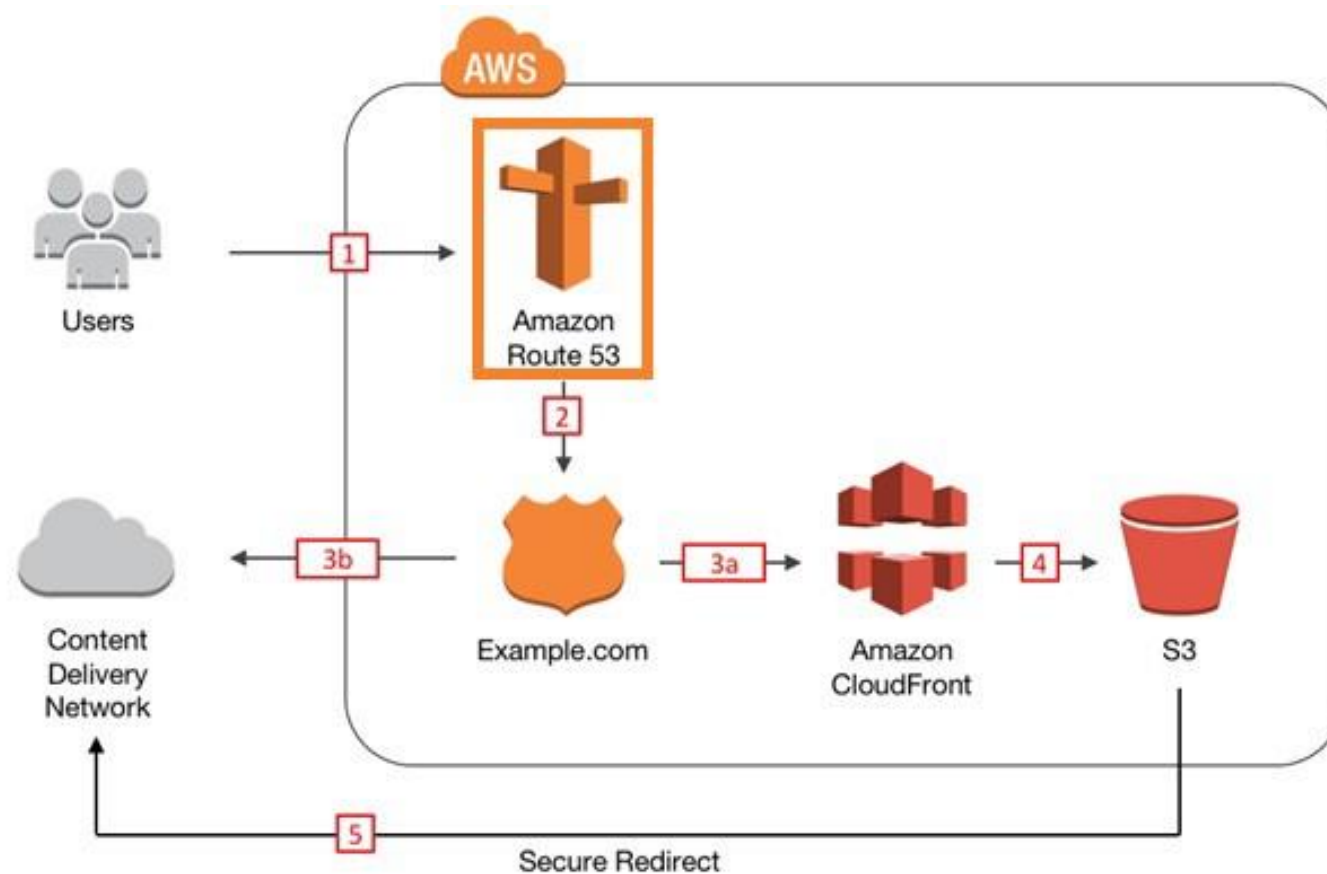 AWS
1
Users
Amazon
Route 53
2
3b
3a
4
Content
Delivery
Network
Example.com
Amazon
CloudFront
S3
5
Secure Redirect